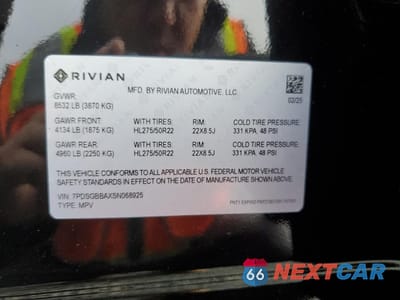 RIVIAN
MFD. BY RIVIAN AUTOMOTIVE, LLC.
02/25
GVWR:
8532 LB (3870 KG)
GAWR FRONT: WITH TIRES: RIM: COLD TIRE PRESSURE:
4134 LB (1875 KG) HL275/50R22 22X8.5J 331 KPA, 48 PSI
GAWR REAR: WITH TIRES: RIM: COLD TIRE PRESSURE:
4960 LB (2250 KG) HL275/50R22 22X8.5J 331 KPA, 48 PSI
THIS VEHICLE CONFORMS TO ALL APPLICABLE U.S. FEDERAL MOTOR VEHICLE
SAFETY STANDARDS IN EFFECT ON THE DATE OF MANUFACTURE SHOWN ABOVE.
VIN: 7PDSGBBAXSN068925
TYPE: MPV
66 NEXTCAR